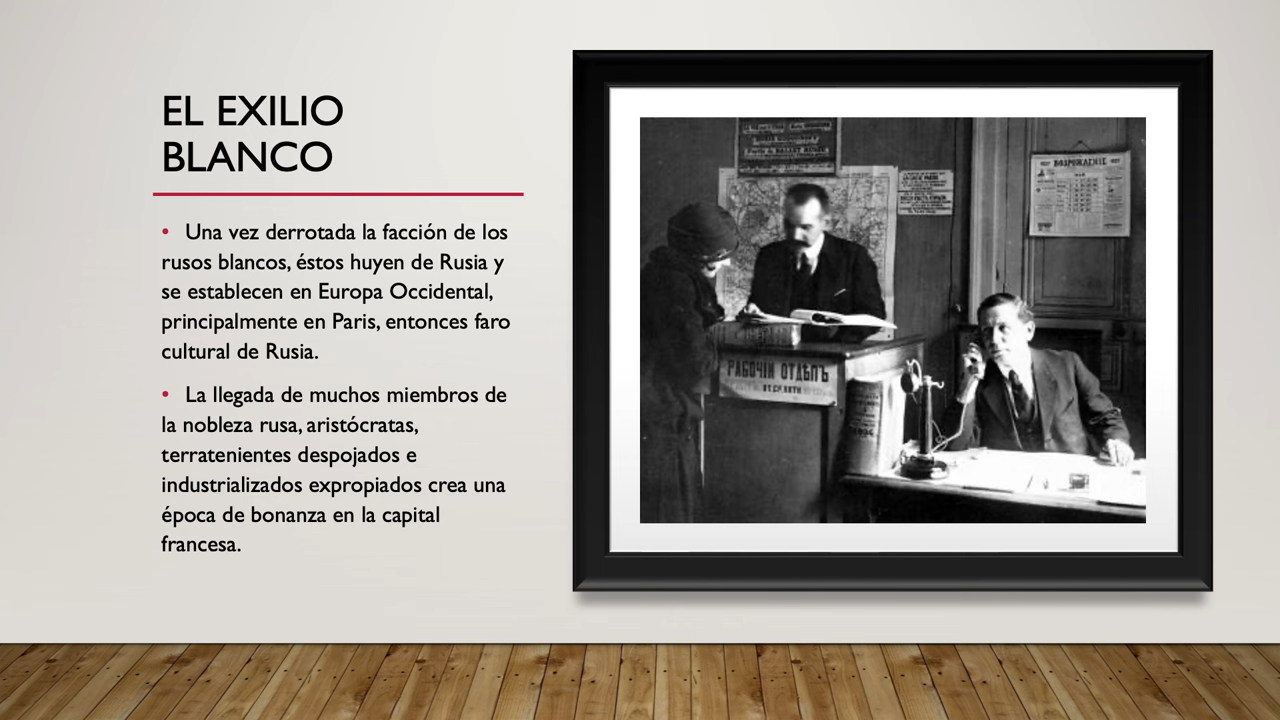 EL EXILIO
BLANCO
• Una vez derrotada la facción de los
rusos blancos, éstos huyen de Rusia y
se establecen en Europa Occidental,
principalmente en Paris, entonces faro
cultural de Rusia.
• La llegada de muchos miembros de
la nobleza rusa, aristócratas,
terratenientes despojados e
industrializados expropiados crea una
época de bonanza en la capital
francesa.
ВОЗРОЖДЕНІЕ
РАБОЧІЙ ОТДѢЛЪ